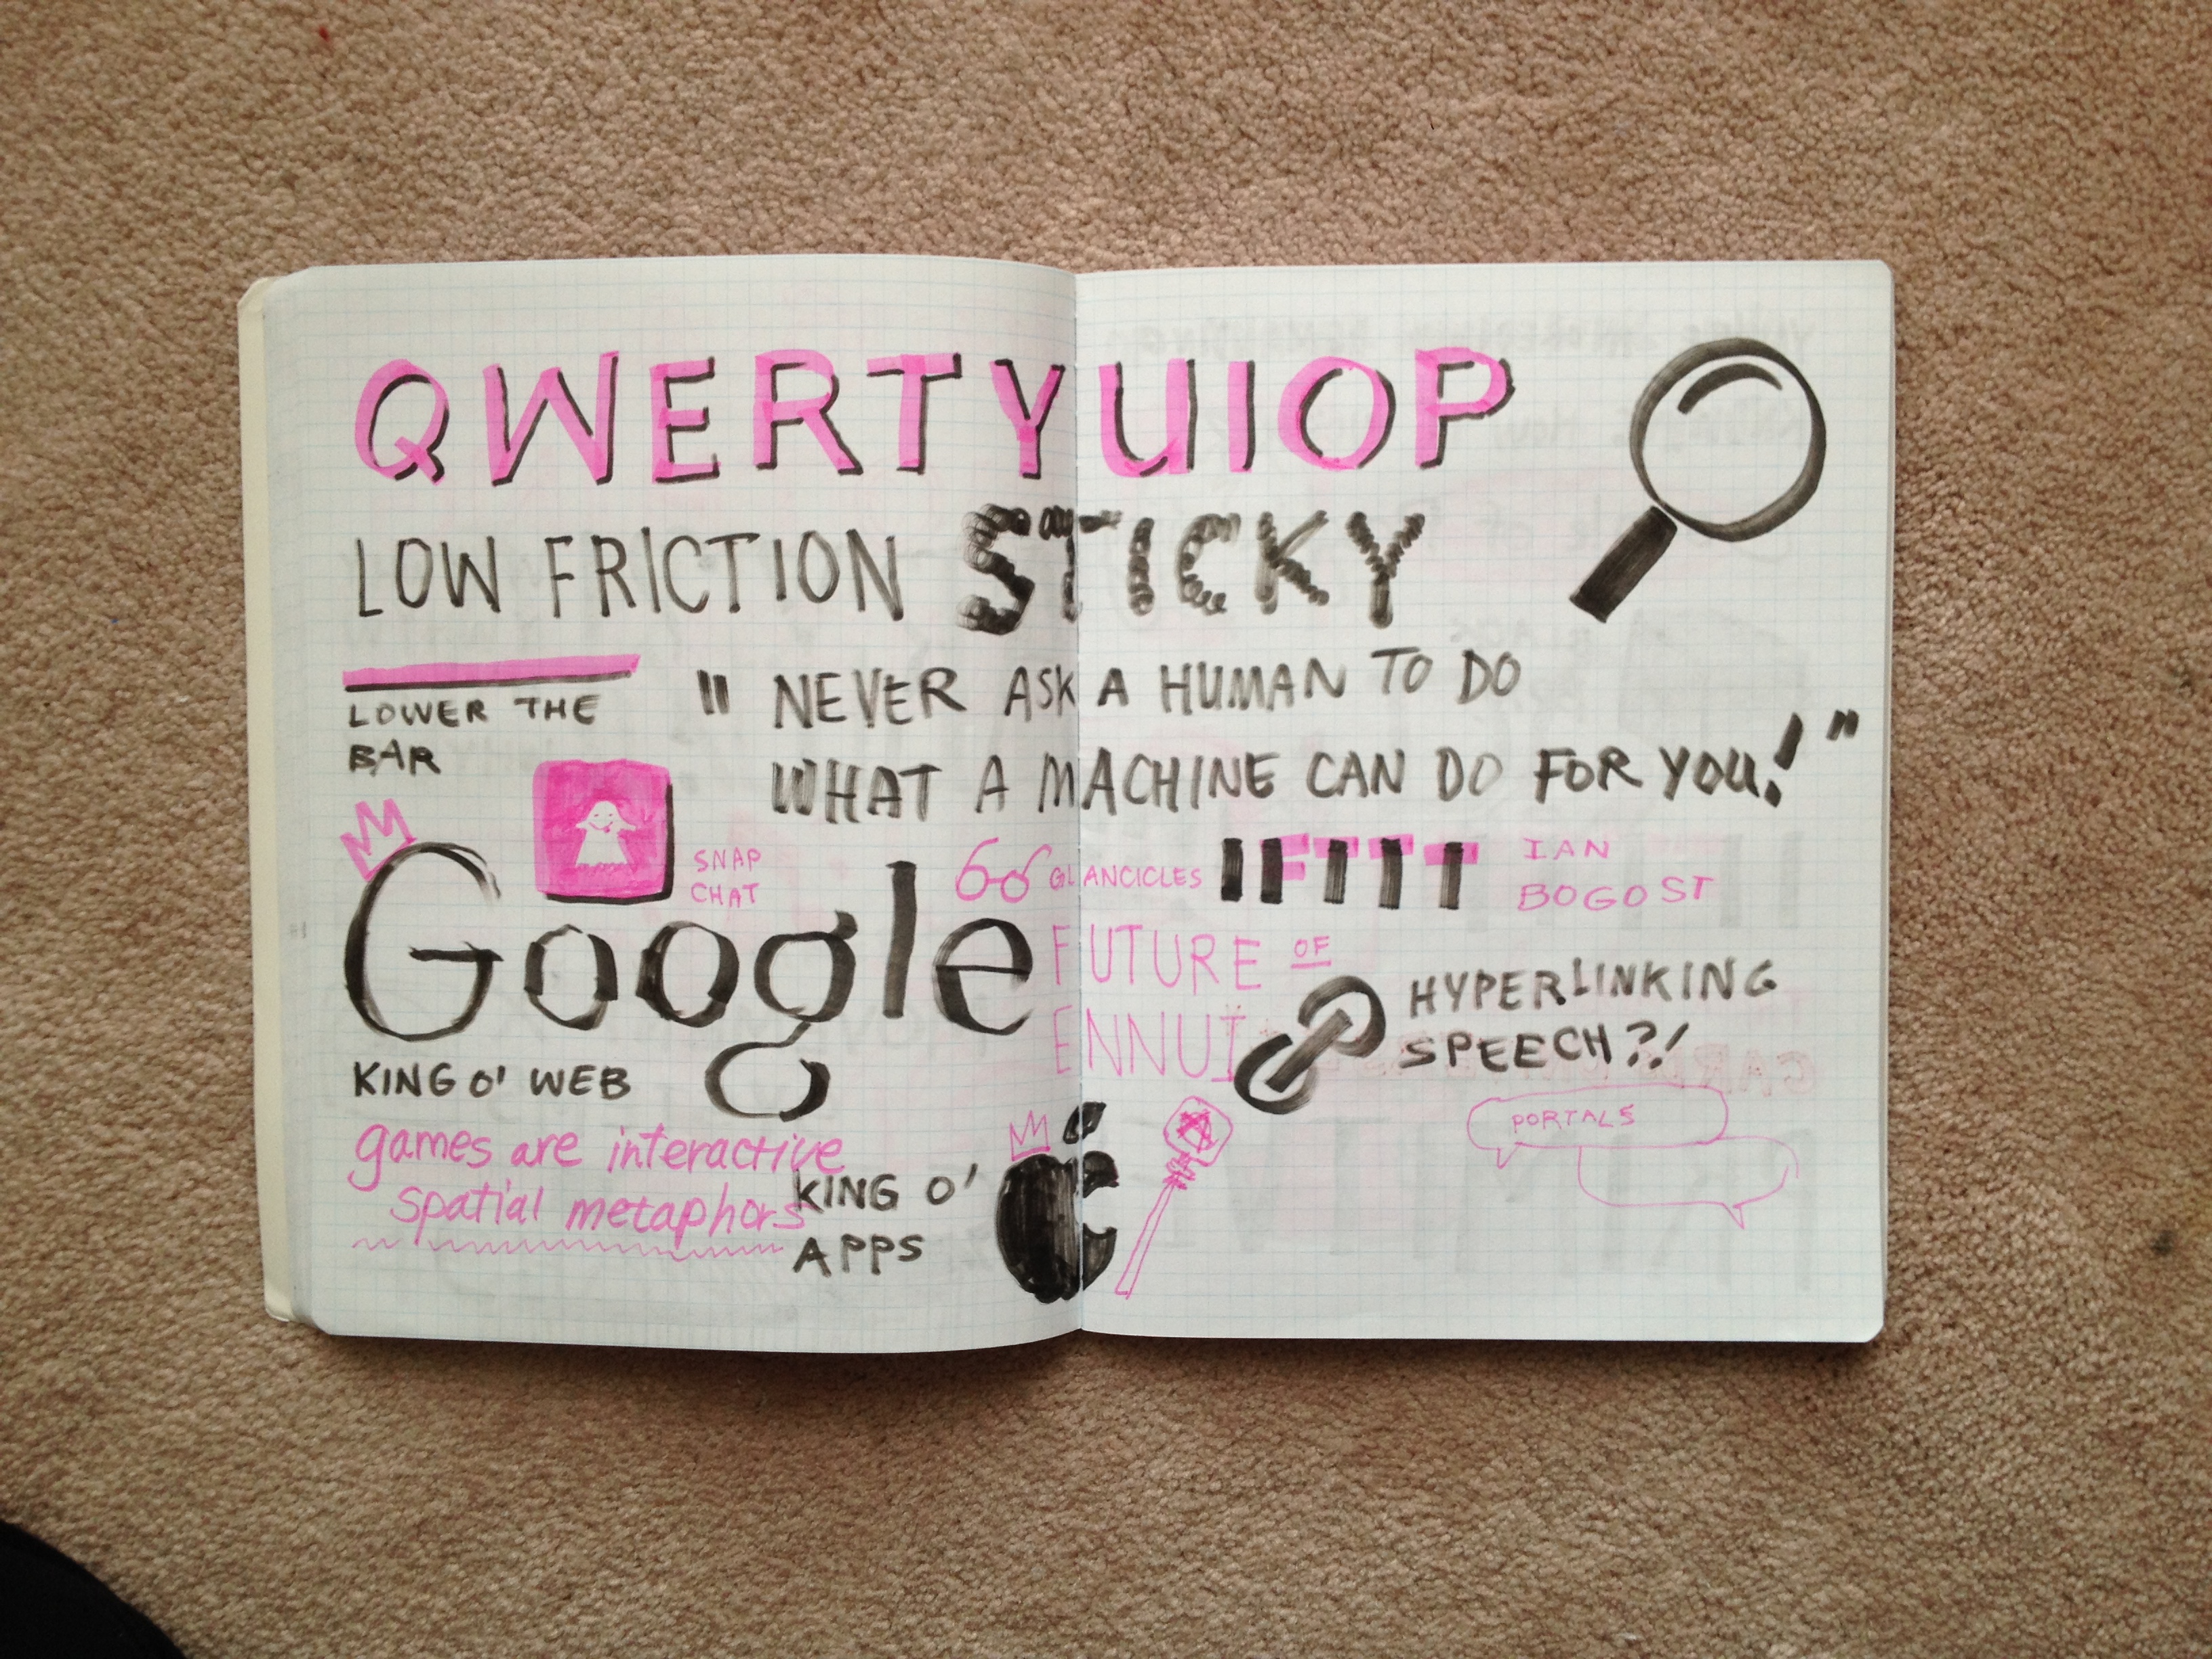 QWERTYUIOP
LOW FRICTION STICKY
LOWER THE
BAR
" NEVER ASK A HUMAN TO DO
WHAT A MACHINE CAN DO FOR YOU!"
SNAP
CHAT
Google
KING O' WEB
GLANCICLES
IFTTT
IAN
BOGOST
FUTURE OF
ENNUI
HYPERLINKING
SPEECH?!
PORTALS
games are interactive
spatial metaphors
KING O'
APPS